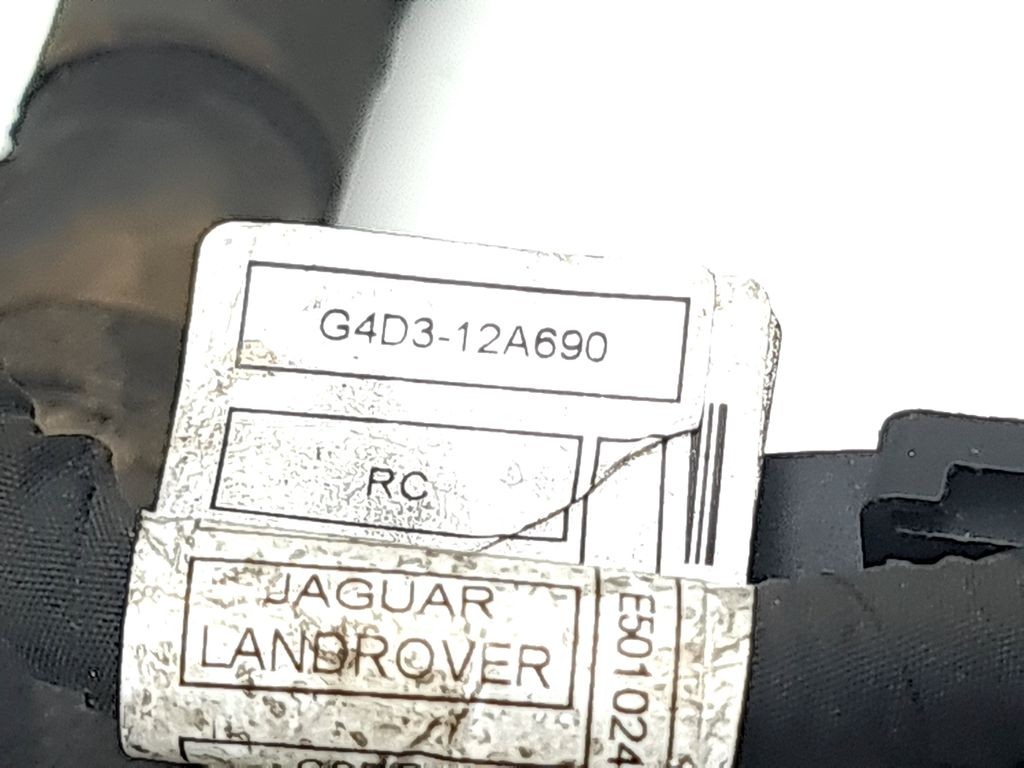 G4D3-12A690
RC
JAGUAR
LANDROVER
E501024